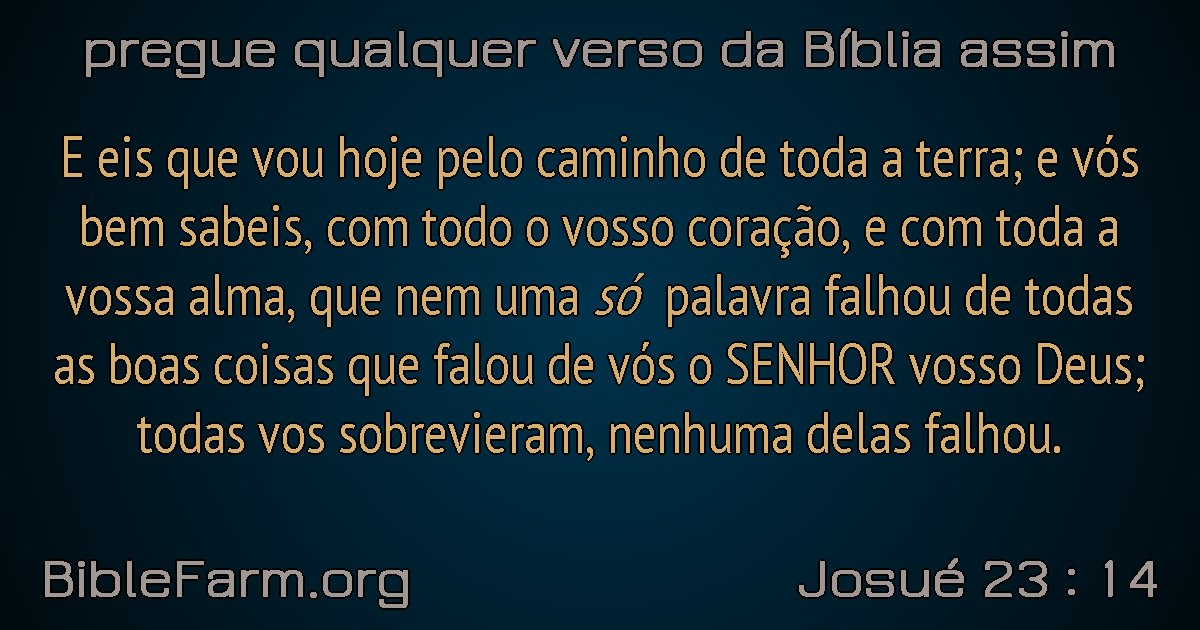 pregue qualquer verso da Bíblia assim
E eis que vou hoje pelo caminho de toda a terra; e vós
bem sabeis, com todo o vosso coração, e com toda a
vossa alma, que nem uma só palavra falhou de todas
as boas coisas que falou de vós o SENHOR vosso Deus;
todas vos sobrevieram, nenhuma delas falhou.
BibleFarm.org
Josué 23 : 14